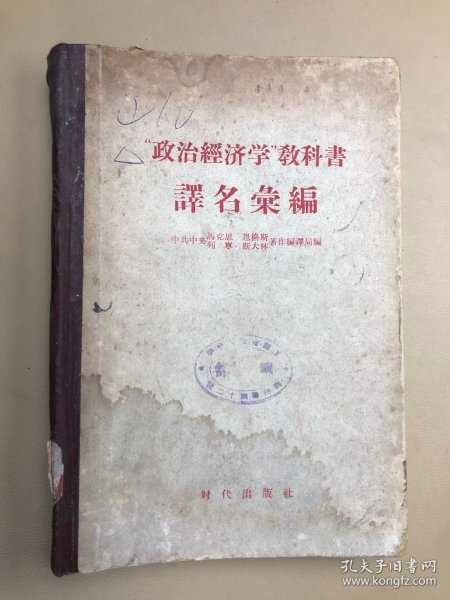 "政治經济学"敎科書
譯名彙編
中共中央馬克思 恩格斯
列寧 斯大林著作編譯局編
时代出版社
孔夫子旧书网
www.kongfz.com